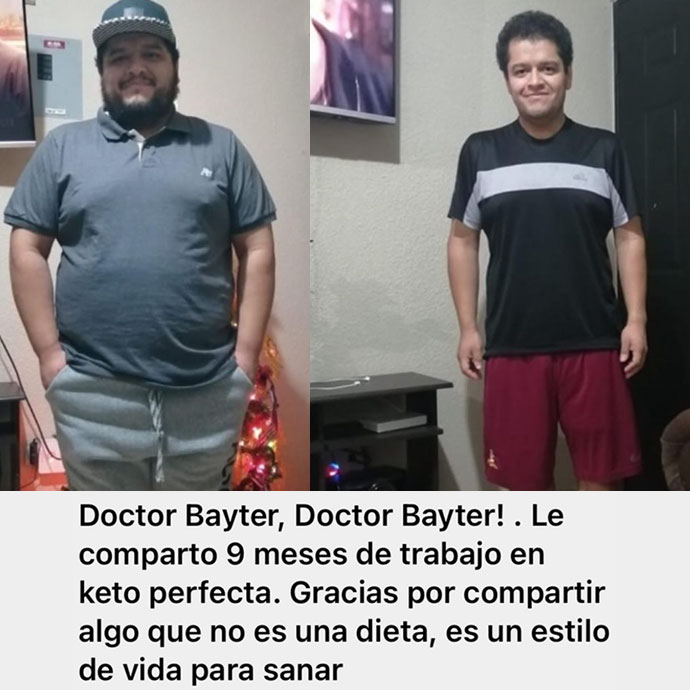 Doctor Bayter, Doctor Bayter! . Le
comparto 9 meses de trabajo en
keto perfecta. Gracias por compartir
algo que no es una dieta, es un estilo
de vida para sanar